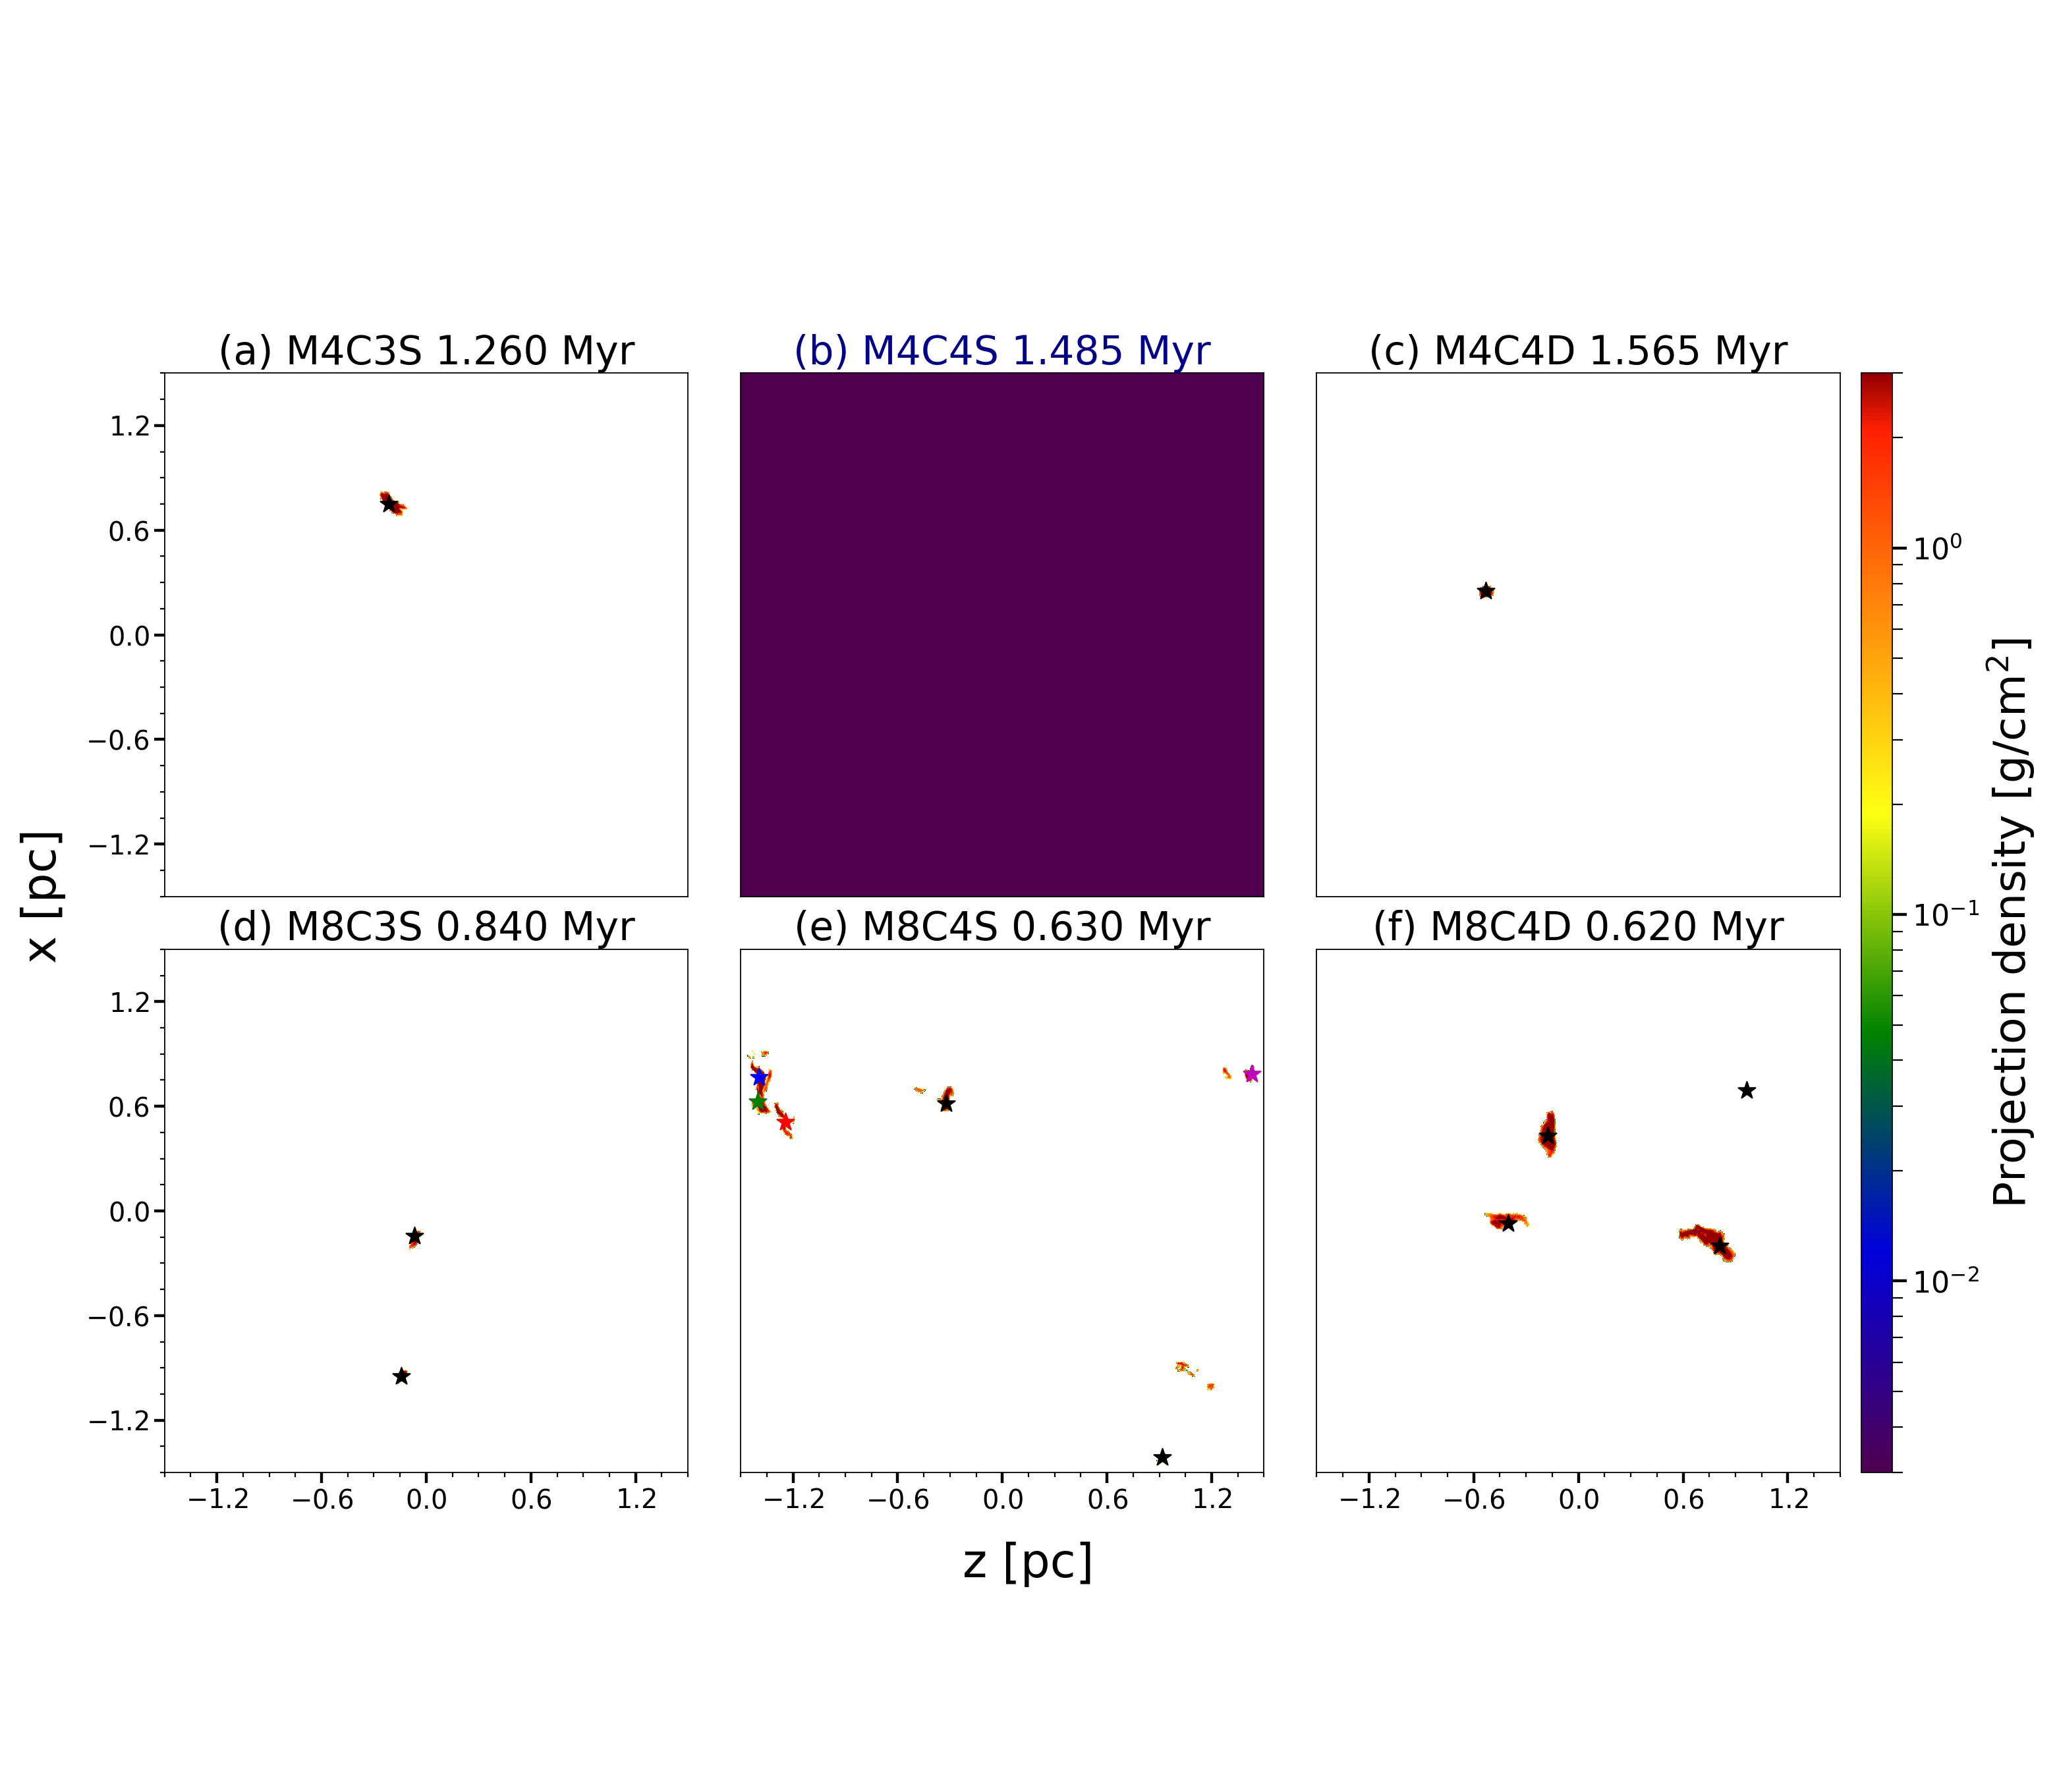 (a) M4C3S 1.260 Myr
(b) M4C4S 1.485 Myr
(c) M4C4D 1.565 Myr
1.2
0.6
0.0
−0.6
−1.2
(d) M8C3S 0.840 Myr
(e) M8C4S 0.630 Myr
(f) M8C4D 0.620 Myr
1.2
0.6
0.0
−0.6
−1.2
−1.2 −0.6 0.0 0.6 1.2
−1.2 −0.6 0.0 0.6 1.2
−1.2 −0.6 0.0 0.6 1.2
z [pc]
x [pc]
10⁰
10⁻¹
10⁻²
Projection density [g/cm²]